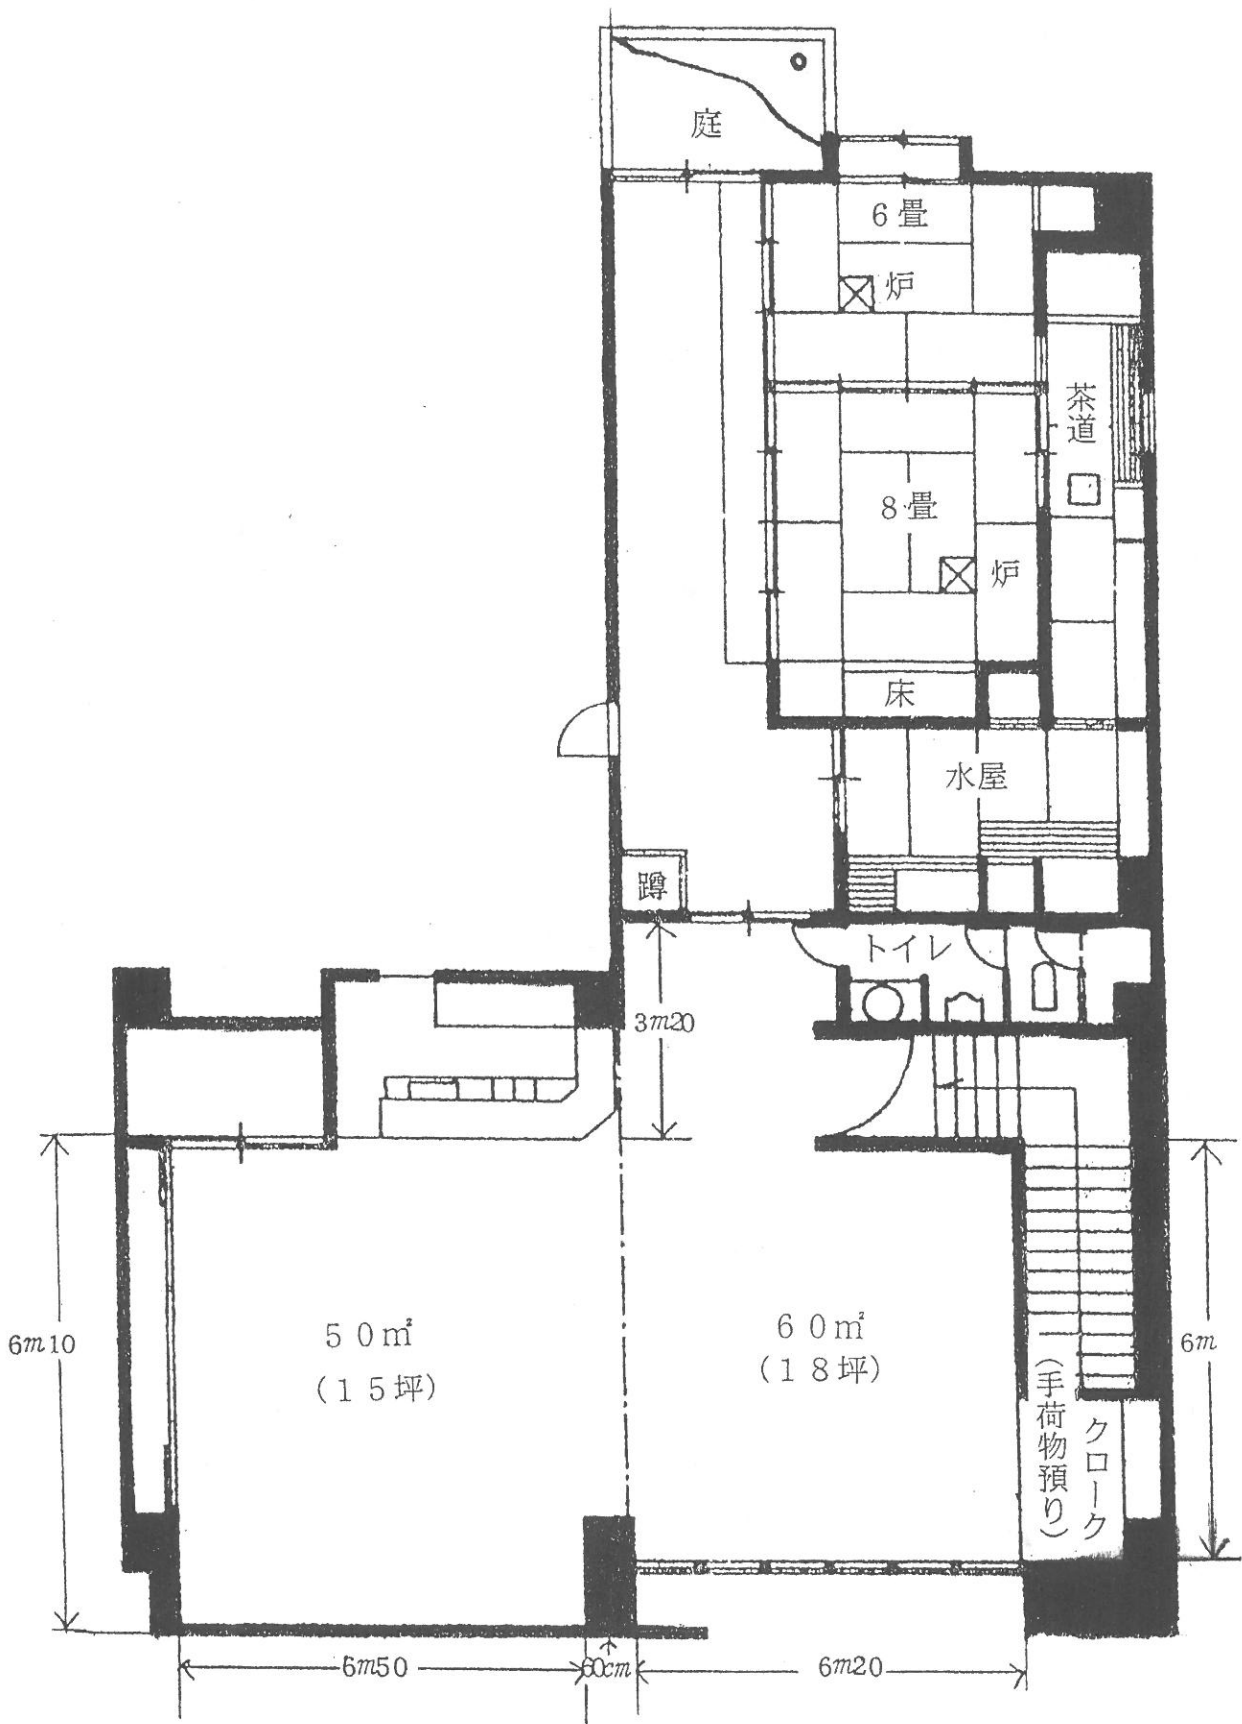 庭
6畳
炉
茶道
8畳
炉
床
水屋
蹲
トイレ
3m20
6m10
50㎡
(15坪)
60㎡
(18坪)
6m
クローク
(手荷物預り)
6m50
60cm
6m20